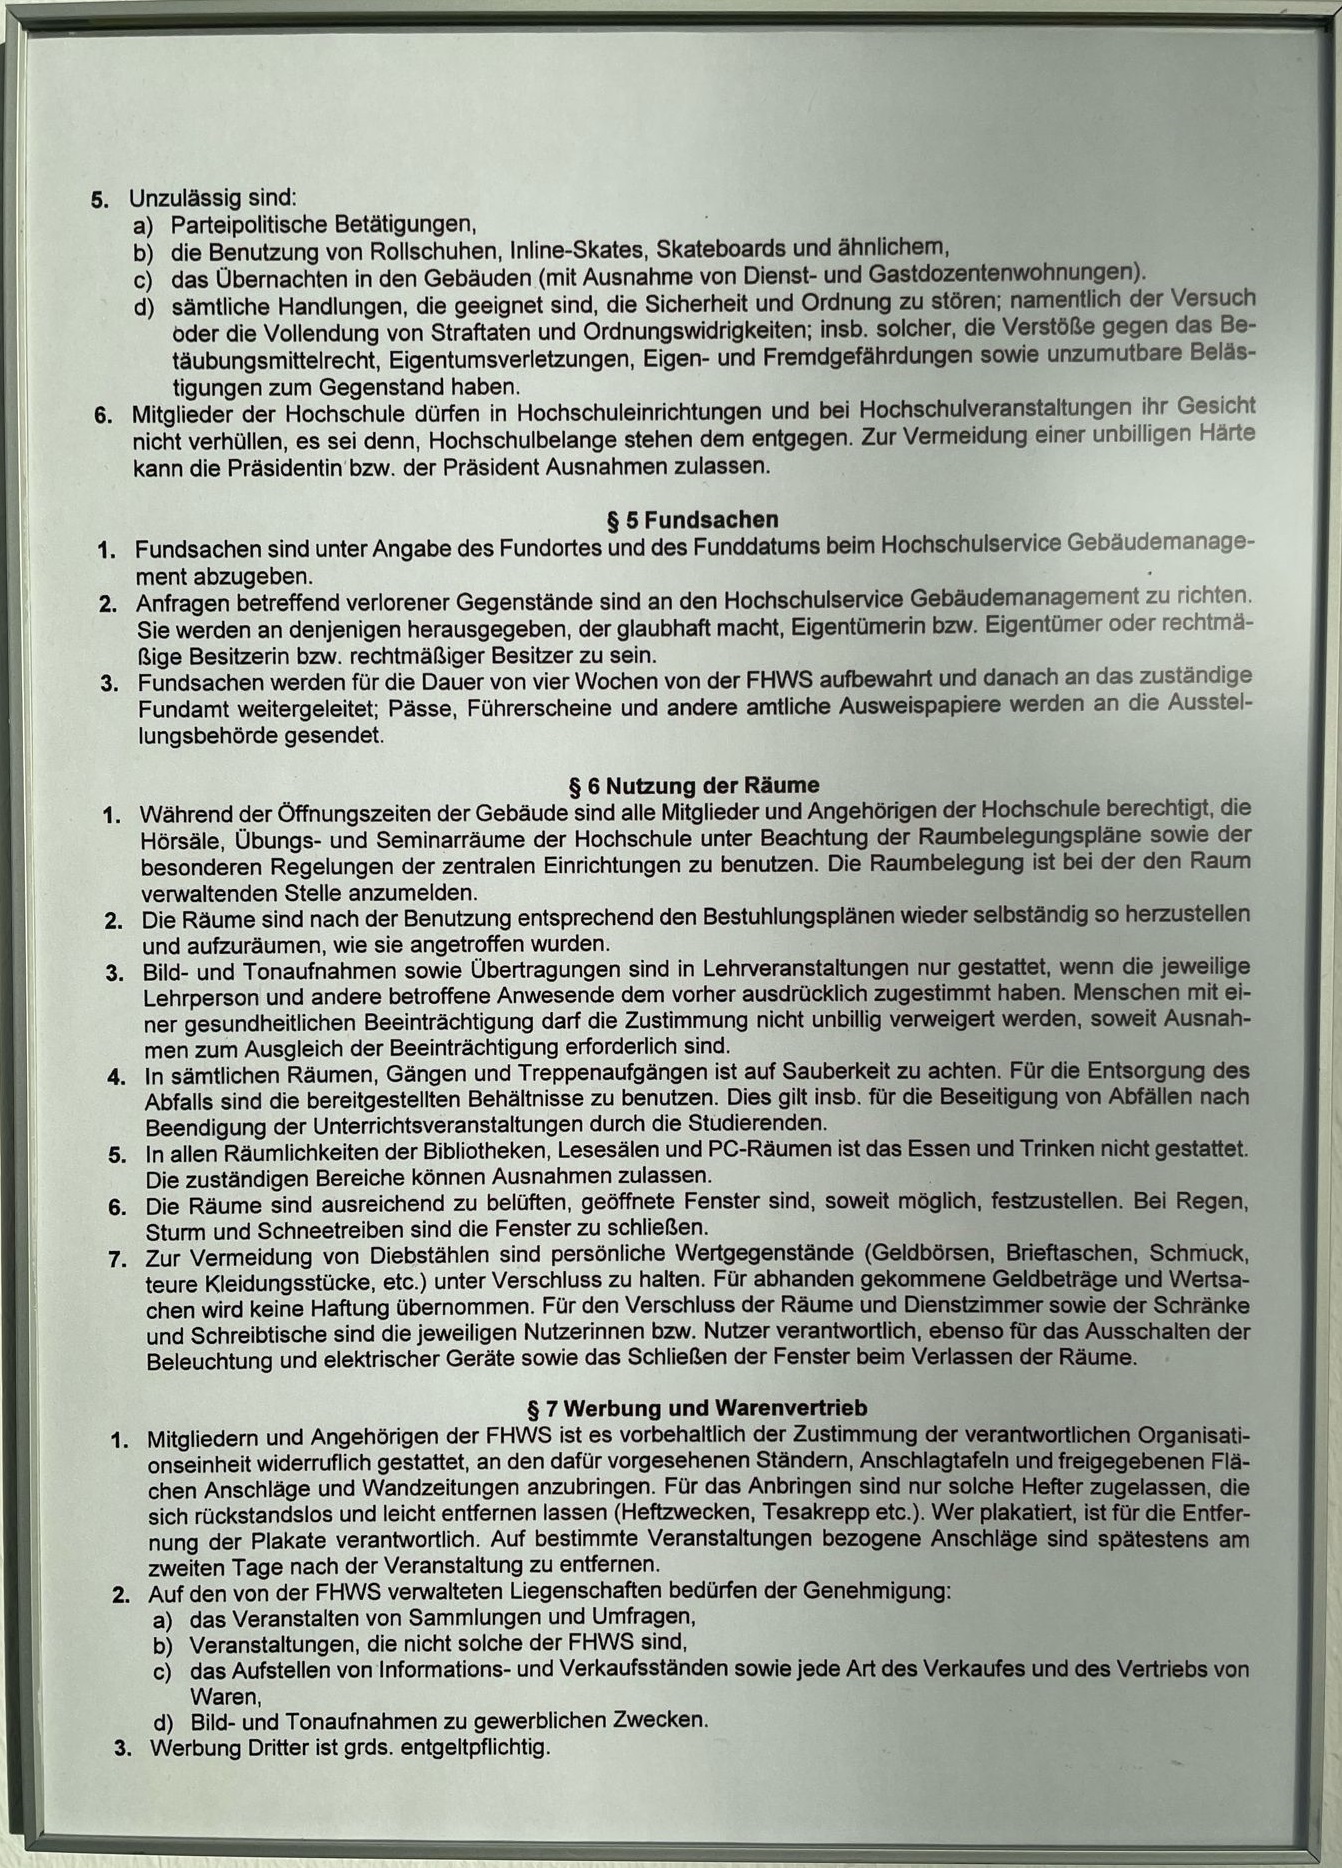 5. Unzulässig sind:
a) Parteipolitische Betätigungen,
b) die Benutzung von Rollschuhen, Inline-Skates, Skateboards und ähnlichem,
c) das Übernachten in den Gebäuden (mit Ausnahme von Dienst- und Gastdozentenwohnungen).
d) sämtliche Handlungen, die geeignet sind, die Sicherheit und Ordnung zu stören; namentlich der Versuch
oder die Vollendung von Straftaten und Ordnungswidrigkeiten; insb. solcher, die Verstöße gegen das Be-
täubungsmittelrecht, Eigentumsverletzungen, Eigen- und Fremdgefährdungen sowie unzumutbare Beläs-
tigungen zum Gegenstand haben.
6. Mitglieder der Hochschule dürfen in Hochschuleinrichtungen und bei Hochschulveranstaltungen ihr Gesicht
nicht verhüllen, es sei denn, Hochschulbelange stehen dem entgegen. Zur Vermeidung einer unbilligen Härte
kann die Präsidentin bzw. der Präsident Ausnahmen zulassen.
§ 5 Fundsachen
1. Fundsachen sind unter Angabe des Fundortes und des Funddatums beim Hochschulservice Gebäudemanage-
ment abzugeben.
2. Anfragen betreffend verlorener Gegenstände sind an den Hochschulservice Gebäudemanagement zu richten.
Sie werden an denjenigen herausgegeben, der glaubhaft macht, Eigentümerin bzw. Eigentümer oder rechtmä-
ßige Besitzerin bzw. rechtmäßiger Besitzer zu sein.
3. Fundsachen werden für die Dauer von vier Wochen von der FHWS aufbewahrt und danach an das zuständige
Fundamt weitergeleitet; Pässe, Führerscheine und andere amtliche Ausweispapiere werden an die Ausstel-
lungsbehörde gesendet.
§ 6 Nutzung der Räume
1. Während der Öffnungszeiten der Gebäude sind alle Mitglieder und Angehörigen der Hochschule berechtigt, die
Hörsäle, Übungs- und Seminarräume der Hochschule unter Beachtung der Raumbelegungspläne sowie der
besonderen Regelungen der zentralen Einrichtungen zu benutzen. Die Raumbelegung ist bei der den Raum
verwaltenden Stelle anzumelden.
2. Die Räume sind nach der Benutzung entsprechend den Bestuhlungsplänen wieder selbständig so herzustellen
und aufzuräumen, wie sie angetroffen wurden.
3. Bild- und Tonaufnahmen sowie Übertragungen sind in Lehrveranstaltungen nur gestattet, wenn die jeweilige
Lehrperson und andere betroffene Anwesende dem vorher ausdrücklich zugestimmt haben. Menschen mit ei-
ner gesundheitlichen Beeinträchtigung darf die Zustimmung nicht unbillig verweigert werden, soweit Ausnah-
men zum Ausgleich der Beeinträchtigung erforderlich sind.
4. In sämtlichen Räumen, Gängen und Treppenaufgängen ist auf Sauberkeit zu achten. Für die Entsorgung des
Abfalls sind die bereitgestellten Behältnisse zu benutzen. Dies gilt insb. für die Beseitigung von Abfällen nach
Beendigung der Unterrichtsveranstaltungen durch die Studierenden.
5. In allen Räumlichkeiten der Bibliotheken, Lesesälen und PC-Räumen ist das Essen und Trinken nicht gestattet.
Die zuständigen Bereiche können Ausnahmen zulassen.
6. Die Räume sind ausreichend zu belüften, geöffnete Fenster sind, soweit möglich, festzustellen. Bei Regen,
Sturm und Schneetreiben sind die Fenster zu schließen.
7. Zur Vermeidung von Diebstählen sind persönliche Wertgegenstände (Geldbörsen, Brieftaschen, Schmuck,
teure Kleidungsstücke, etc.) unter Verschluss zu halten. Für abhanden gekommene Geldbeträge und Wertsa-
chen wird keine Haftung übernommen. Für den Verschluss der Räume und Dienstzimmer sowie der Schränke
und Schreibtische sind die jeweiligen Nutzerinnen bzw. Nutzer verantwortlich, ebenso für das Ausschalten der
Beleuchtung und elektrischer Geräte sowie das Schließen der Fenster beim Verlassen der Räume.
§ 7 Werbung und Warenvertrieb
1. Mitgliedern und Angehörigen der FHWS ist es vorbehaltlich der Zustimmung der verantwortlichen Organisati-
onseinheit widerruflich gestattet, an den dafür vorgesehenen Ständern, Anschlagtafeln und freigegebenen Flä-
chen Anschläge und Wandzeitungen anzubringen. Für das Anbringen sind nur solche Hefter zugelassen, die
sich rückstandslos und leicht entfernen lassen (Heftzwecken, Tesakrepp etc.). Wer plakatiert, ist für die Entfer-
nung der Plakate verantwortlich. Auf bestimmte Veranstaltungen bezogene Anschläge sind spätestens am
zweiten Tage nach der Veranstaltung zu entfernen.
2. Auf den von der FHWS verwalteten Liegenschaften bedürfen der Genehmigung:
a) das Veranstalten von Sammlungen und Umfragen,
b) Veranstaltungen, die nicht solche der FHWS sind,
c) das Aufstellen von Informations- und Verkaufsständen sowie jede Art des Verkaufes und des Vertriebs von
Waren,
d) Bild- und Tonaufnahmen zu gewerblichen Zwecken.
3. Werbung Dritter ist grds. entgeltpflichtig.